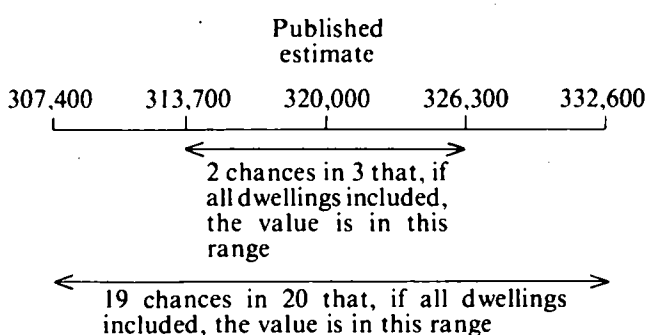 Published
estimate
307,400 313,700 320,000 326,300 332,600
2 chances in 3 that, if
all dwellings included,
the value is in this
range
19 chances in 20 that, if all dwellings
included, the value is in this range